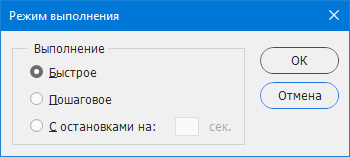 Режим выполнения
Выполнение
Быстрое
OK
Пошаговое
Отмена
С остановками на: сек.